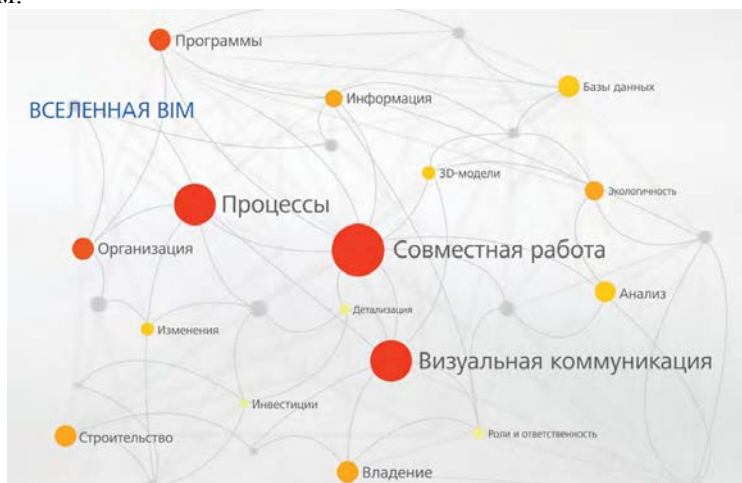 м.
Программы
Базы данных
Информация
ВСЕЛЕННАЯ BIM
3D-модели
Экологичность
Процессы
Организация
Совместная работа
Анализ
Детализация
Изменения
Визуальная коммуникация
Инвестиции
Строительство
Роли и ответственность
Владение